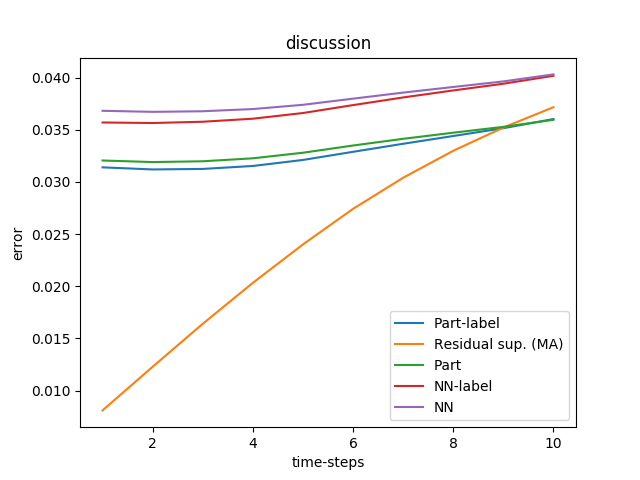 discussion
error
0.040
0.035
0.030
0.025
0.020
0.015
0.010
2 4 6 8 10
time-steps
Part-label
Residual sup. (MA)
Part
NN-label
NN